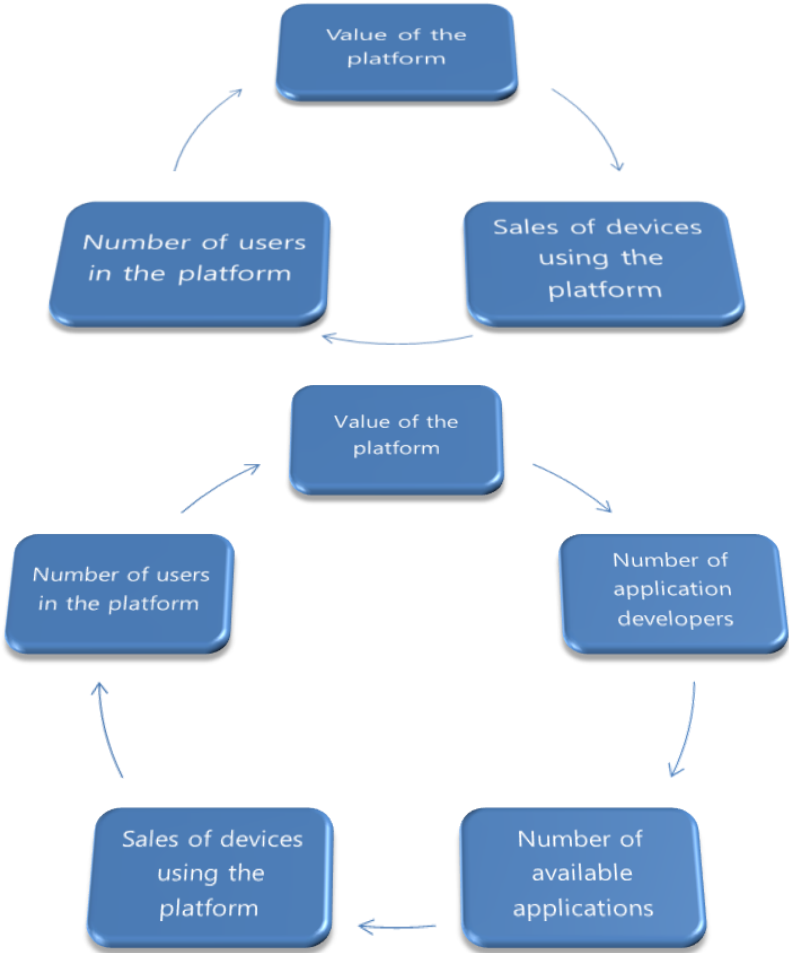 Value of the
platform
Number of users
in the platform
Sales of devices
using the
platform
Value of the
platform
Number of users
in the platform
Number of
application
developers
Sales of devices
using the
platform
Number of
available
applications